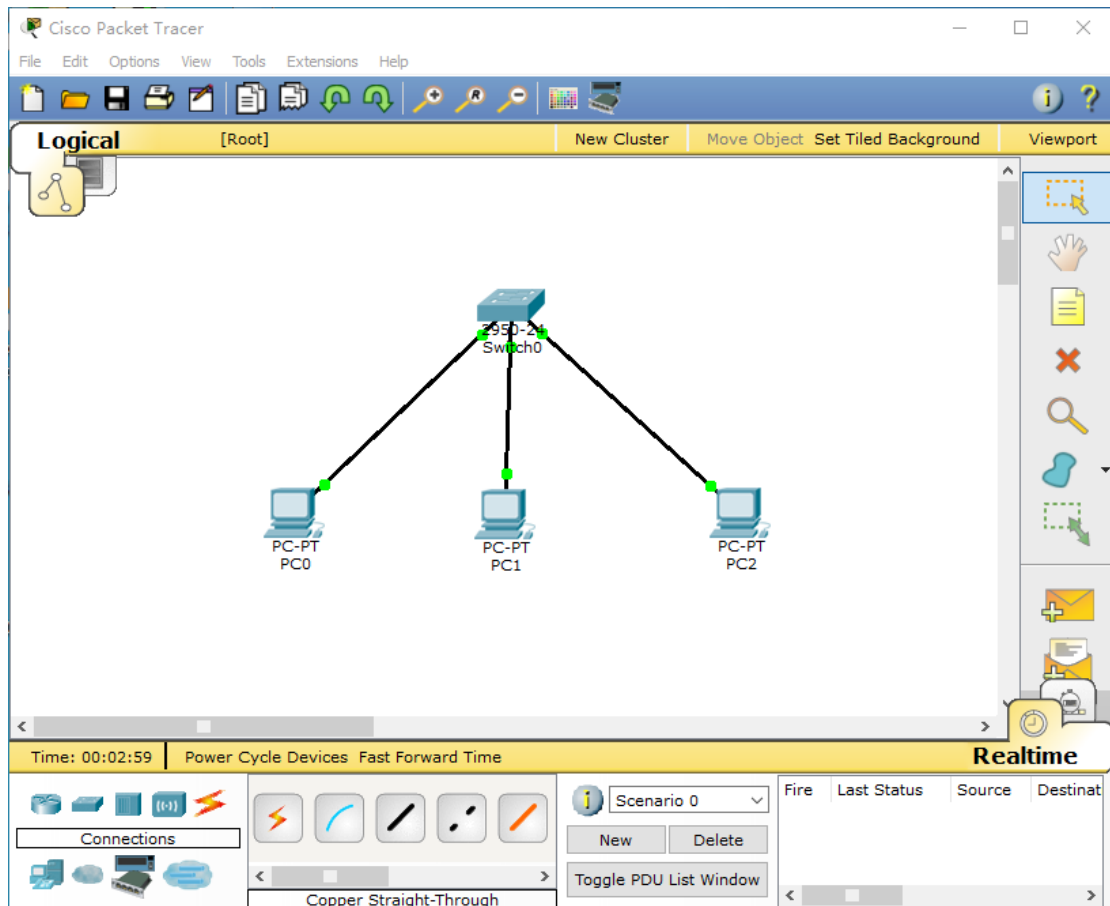 Cisco Packet Tracer
File Edit Options View Tools Extensions Help
i ?
Logical [Root] New Cluster Move Object Set Tiled Background Viewport
2950-24
Switch0
PC-PT PC-PT PC-PT
PC0 PC1 PC2
Time: 00:02:59 Power Cycle Devices Fast Forward Time Realtime
Fire Last Status Source Destinat
i Scenario 0
Connections
New Delete
Toggle PDU List Window
Copper Straight-Through